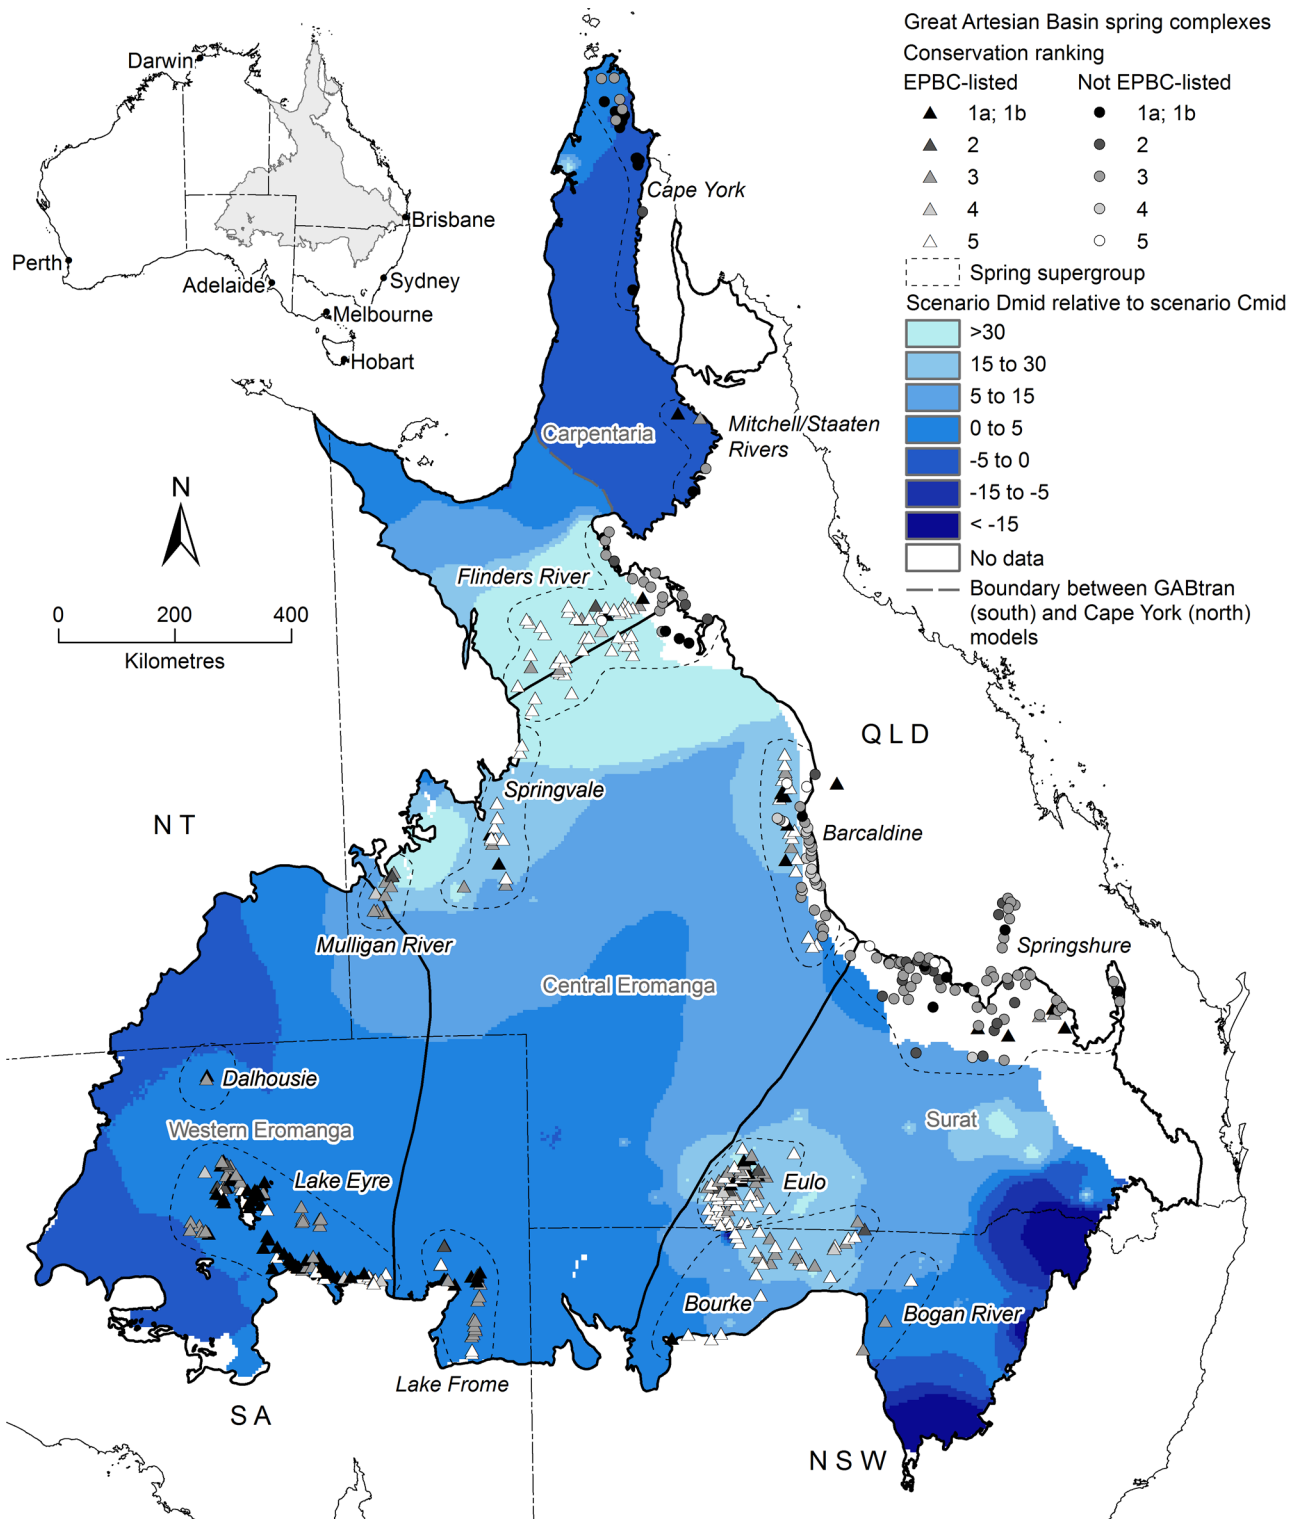 Great Artesian Basin spring complexes
Conservation ranking
EPBC-listed
Not EPBC-listed
1a; 1b
1a; 1b
2
2
3
3
4
4
5
5
Spring supergroup
Scenario Dmid relative to scenario Cmid
>30
15 to 30
5 to 15
0 to 5
-5 to 0
-15 to -5
< -15
No data
Boundary between GABtran
(south) and Cape York (north)
models
Darwin
Brisbane
Perth
Adelaide
Sydney
Melbourne
Hobart
N
0 200 400
Kilometres
Cape York
Carpentaria
Mitchell/Staaten
Rivers
Flinders River
QLD
Springvale
NT
Barcaldine
Mulligan River
Springshure
Central Eromanga
Dalhousie
Western Eromanga
Surat
Lake Eyre
Eulo
Bourke
Bogan River
Lake Frome
SA
NSW